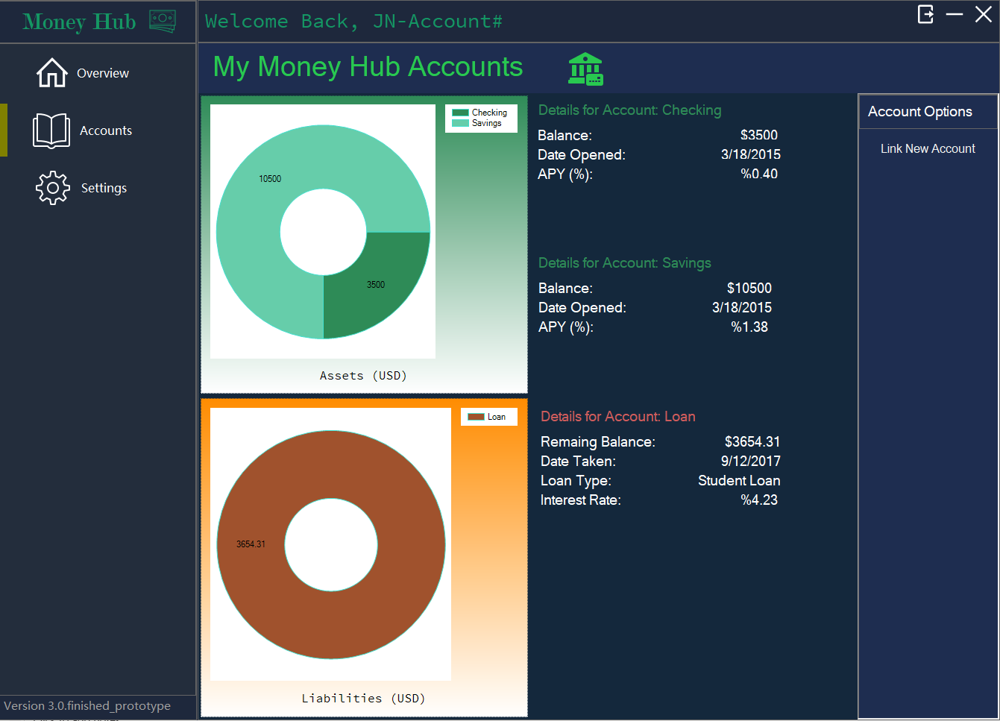 Money Hub
Welcome Back, JN-Account#
Overview
Accounts
Settings
Version 3.0.finished_prototype
My Money Hub Accounts
Checking
Savings
10500
3500
Assets (USD)
Loan
3654.31
Liabilities (USD)
Details for Account: Checking
Balance: $3500
Date Opened: 3/18/2015
APY (%): %0.40
Details for Account: Savings
Balance: $10500
Date Opened: 3/18/2015
APY (%): %1.38
Details for Account: Loan
Remaing Balance: $3654.31
Date Taken: 9/12/2017
Loan Type: Student Loan
Interest Rate: %4.23
Account Options
Link New Account